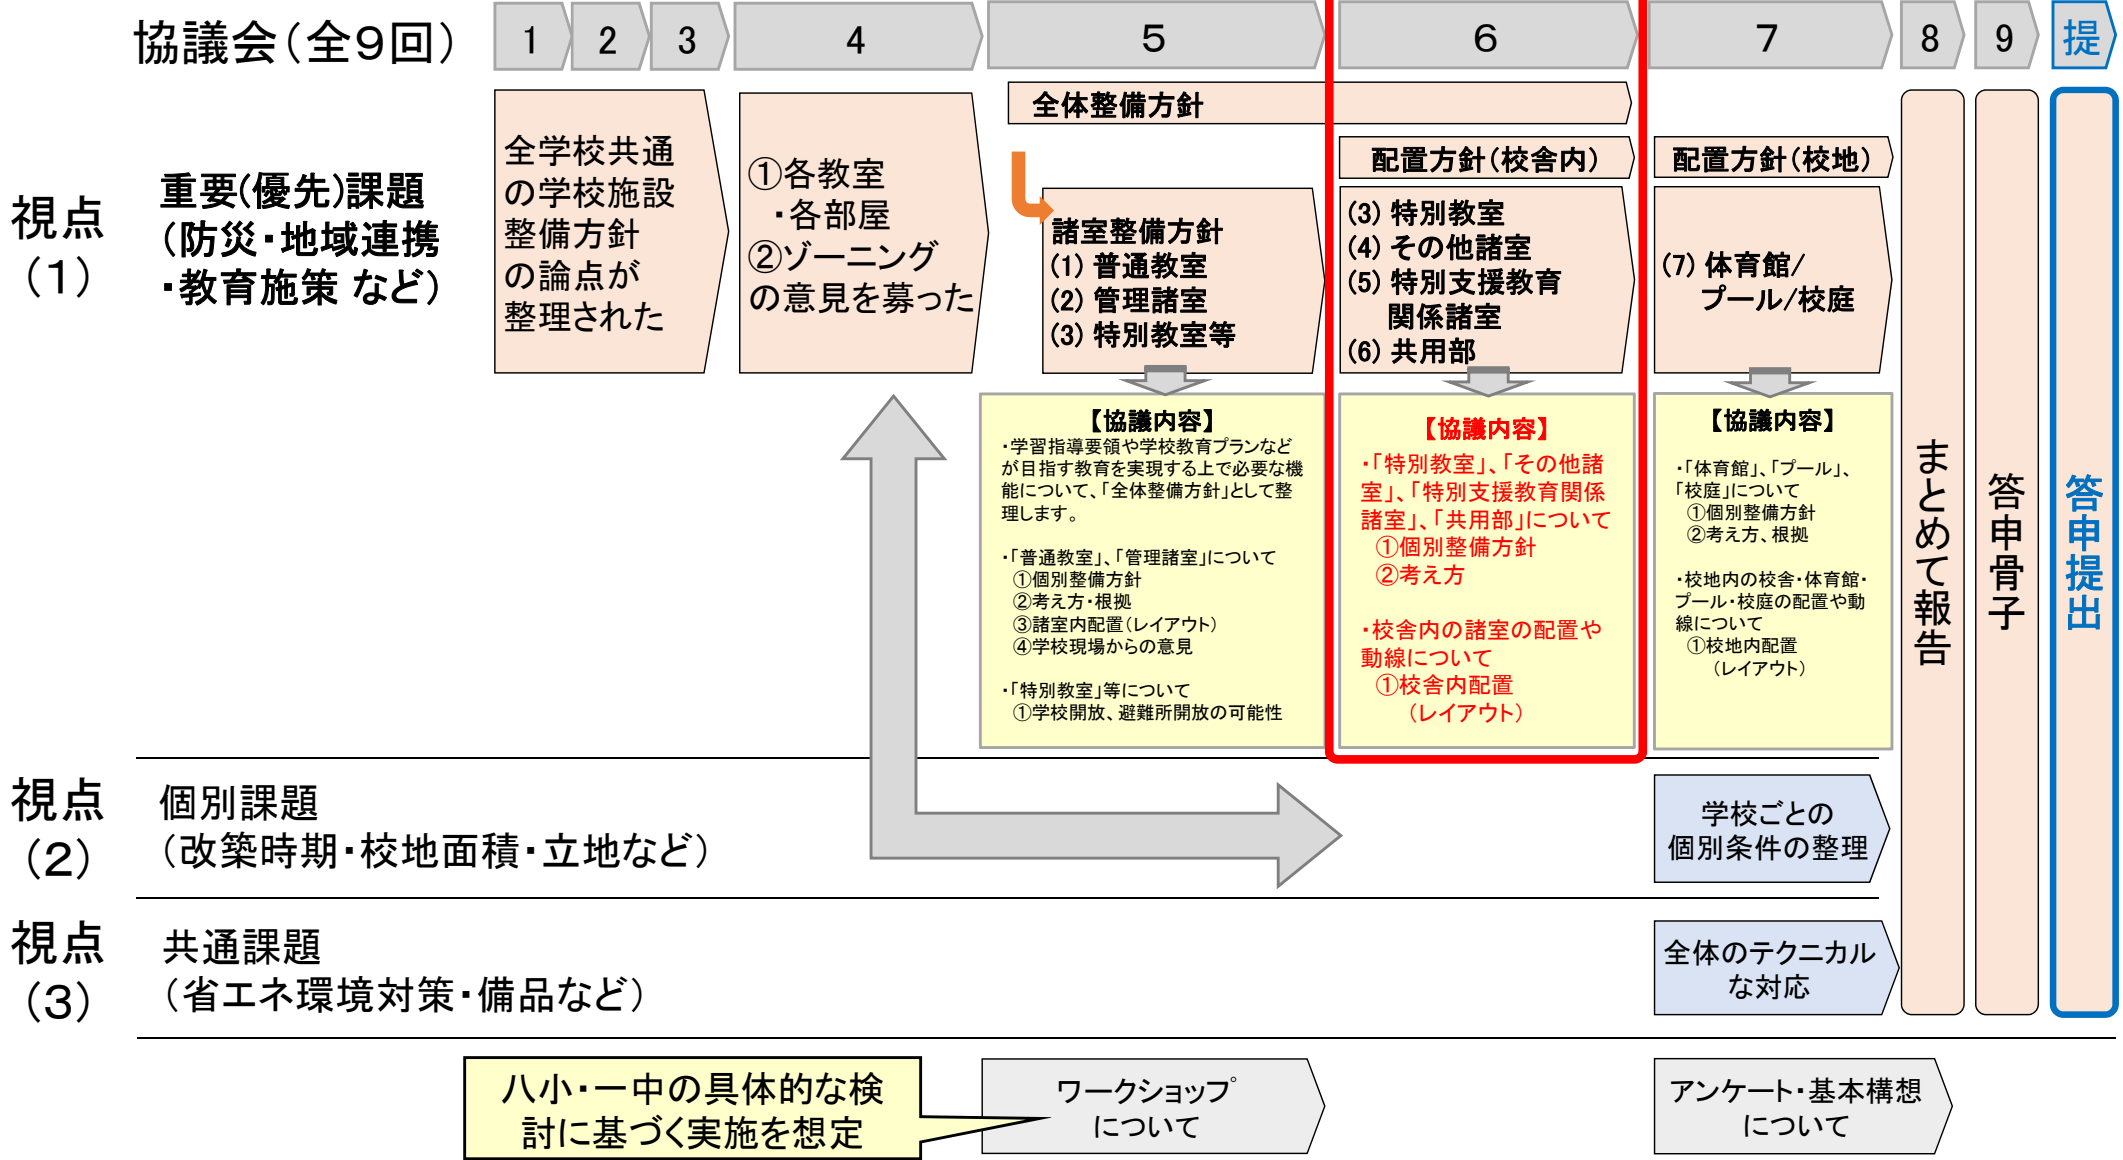 協議会（全９回）
1
2
3
4
5
6
7
8
9
提
視点
（１）
重要(優先)課題
（防災・地域連携
・教育施策 など）
全学校共通
の学校施設
整備方針
の論点が
整理された
①各教室
・各部屋
②ゾーニング
の意見を募った
全体整備方針
諸室整備方針
(1) 普通教室
(2) 管理諸室
(3) 特別教室等
配置方針（校舎内）
(3) 特別教室
(4) その他諸室
(5) 特別支援教育
関係諸室
(6) 共用部
配置方針（校地）
(7) 体育館/
プール/校庭
【協議内容】
・学習指導要領や学校教育プランなど
が目指す教育を実現する上で必要な機
能について、「全体整備方針」として整
理します。
・「普通教室」、「管理諸室」について
①個別整備方針
②考え方・根拠
③諸室内配置（レイアウト）
④学校現場からの意見
・「特別教室」等について
①学校開放、避難所開放の可能性
【協議内容】
・「特別教室」、「その他諸
室」、「特別支援教育関係
諸室」、「共用部」について
①個別整備方針
②考え方
・校舎内の諸室の配置や
動線について
①校舎内配置
（レイアウト）
【協議内容】
・「体育館」、「プール」、
「校庭」について
①個別整備方針
②考え方、根拠
・校地内の校舎・体育館・
プール・校庭の配置や動
線について
①校地内配置
（レイアウト）
まとめて報告
答申骨子
答申提出
視点
（２）
個別課題
（改築時期・校地面積・立地など）
学校ごとの
個別条件の整理
視点
（３）
共通課題
（省エネ環境対策・備品など）
全体のテクニカル
な対応
八小・一中の具体的な検
討に基づく実施を想定
ワークショップ
について
アンケート・基本構想
について